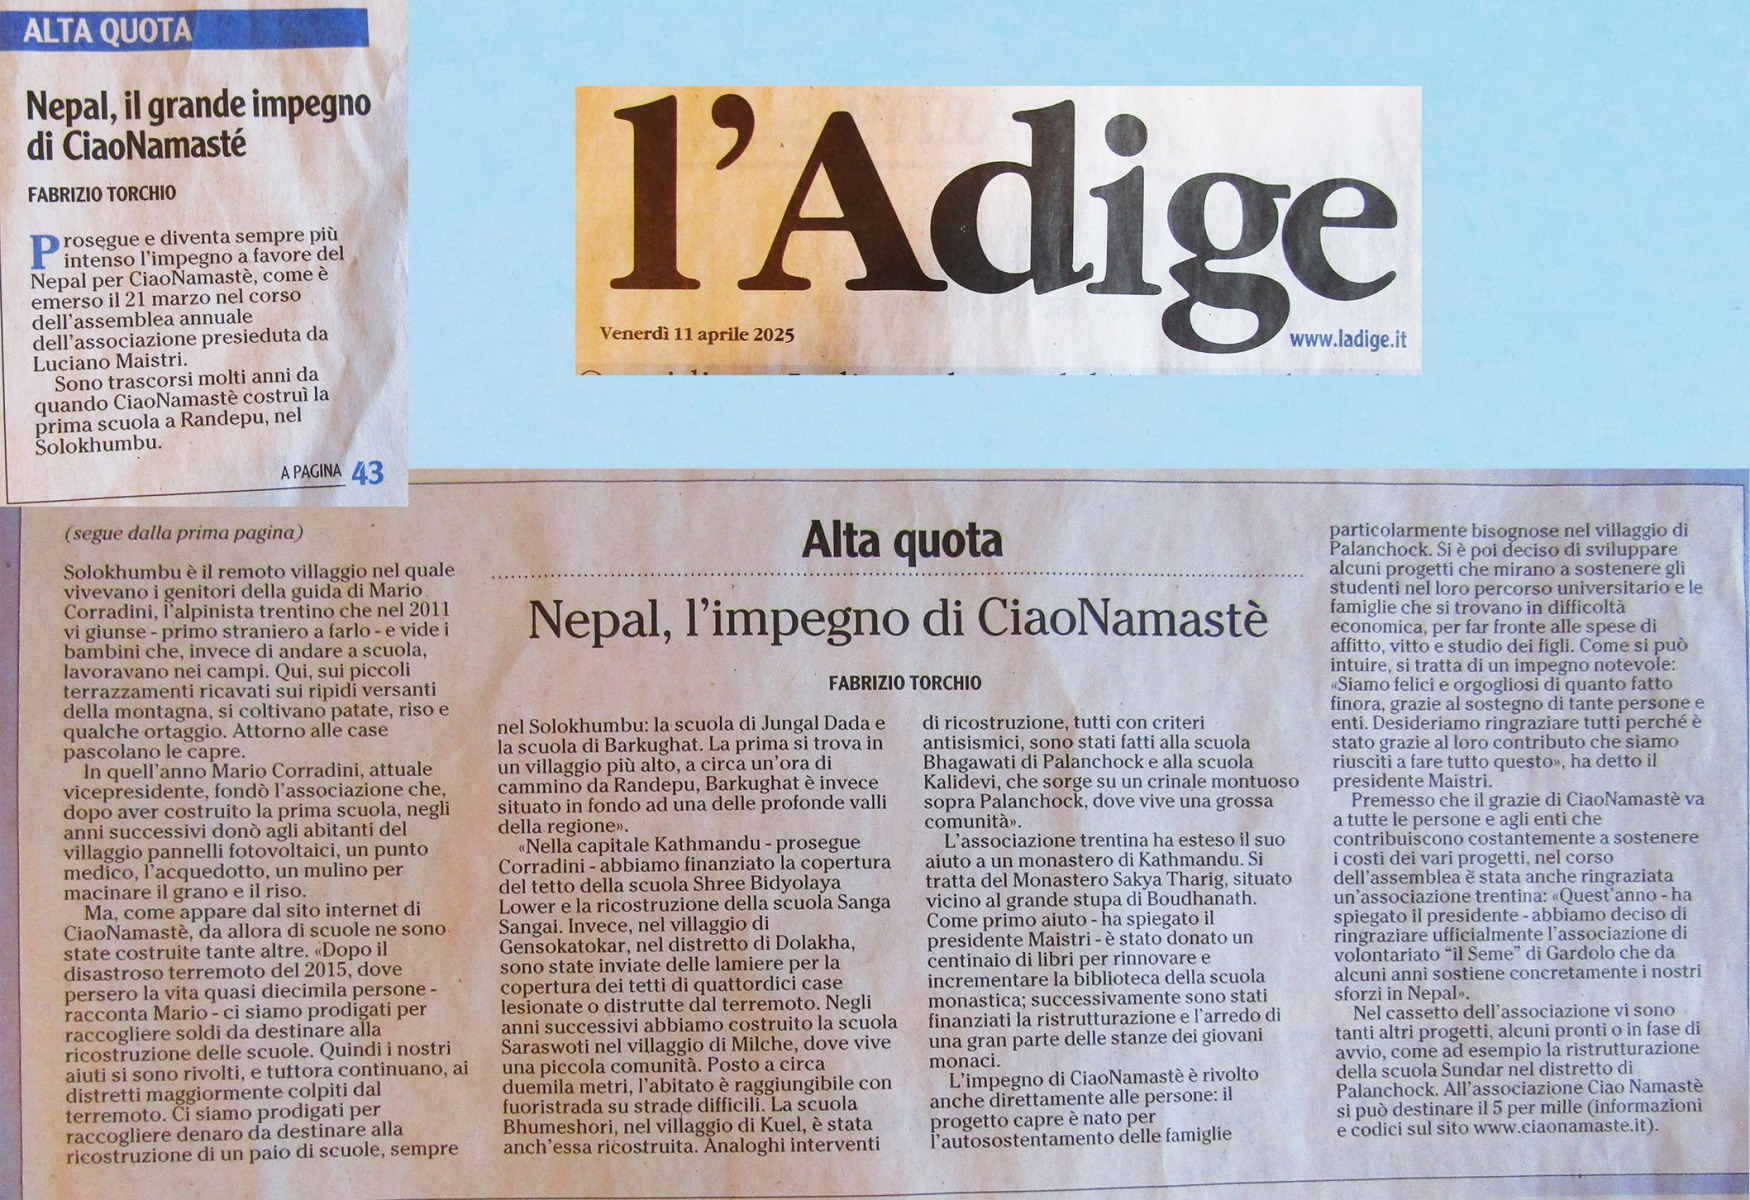 ALTA QUOTA
Nepal, il grande impegno
di CiaoNamasté
FABRIZIO TORCHIO
Prosegue e diventa sempre più
intenso l'impegno a favore del
Nepal per CiaoNamastè, come è
emerso il 21 marzo nel corso
dell'assemblea annuale
dell'associazione presieduta da
Luciano Maistri.
Sono trascorsi molti anni da
quando CiaoNamastè costruì la
prima scuola a Randepu, nel
Solokhumbu.
A PAGINA 43
l'Adige
Venerdì 11 aprile 2025
www.ladige.it
(segue dalla prima pagina)
Solokhumbu è il remoto villaggio nel quale
vivevano i genitori della guida di Mario
Corradini, l'alpinista trentino che nel 2011
vi giunse - primo straniero a farlo - e vide i
bambini che, invece di andare a scuola,
lavoravano nei campi. Qui, sui piccoli
terrazzamenti ricavati sui ripidi versanti
della montagna, si coltivano patate, riso e
qualche ortaggio. Attorno alle case
pascolano le capre.
In quell'anno Mario Corradini, attuale
vicepresidente, fondò l'associazione che,
dopo aver costruito la prima scuola, negli
anni successivi donò agli abitanti del
villaggio pannelli fotovoltaici, un punto
medico, l'acquedotto, un mulino per
macinare il grano e il riso.
Ma, come appare dal sito internet di
CiaoNamastè, da allora di scuole ne sono
state costruite tante altre. «Dopo il
disastroso terremoto del 2015, dove
persero la vita quasi diecimila persone -
racconta Mario - ci siamo prodigati per
raccogliere soldi da destinare alla
ricostruzione delle scuole. Quindi i nostri
aiuti si sono rivolti, e tuttora continuano, ai
distretti maggiormente colpiti dal
terremoto. Ci siamo prodigati per
raccogliere denaro da destinare alla
ricostruzione di un paio di scuole, sempre
Alta quota
Nepal, l'impegno di CiaoNamastè
FABRIZIO TORCHIO
nel Solokhumbu: la scuola di Jungal Dada e
la scuola di Barkughat. La prima si trova in
un villaggio più alto, a circa un'ora di
cammino da Randepu, Barkughat è invece
situato in fondo ad una delle profonde valli
della regione».
«Nella capitale Kathmandu - prosegue
Corradini - abbiamo finanziato la copertura
del tetto della scuola Shree Bidyolaya
Lower e la ricostruzione della scuola Sanga
Sangai. Invece, nel villaggio di
Gensokatokar, nel distretto di Dolakha,
sono state inviate delle lamiere per la
copertura dei tetti di quattordici case
lesionate o distrutte dal terremoto. Negli
anni successivi abbiamo costruito la scuola
Saraswoti nel villaggio di Milche, dove vive
una piccola comunità. Posto a circa
duemila metri, l'abitato è raggiungibile con
fuoristrada su strade difficili. La scuola
Bhumeshori, nel villaggio di Kuel, è stata
anch'essa ricostruita. Analoghi interventi
di ricostruzione, tutti con criteri
antisismici, sono stati fatti alla scuola
Bhagawati di Palanchock e alla scuola
Kalidevi, che sorge su un crinale montuoso
sopra Palanchock, dove vive una grossa
comunità».
L'associazione trentina ha esteso il suo
aiuto a un monastero di Kathmandu. Si
tratta del Monastero Sakya Tharig, situato
vicino al grande stupa di Boudhanath.
Come primo aiuto - ha spiegato il
presidente Maistri - è stato donato un
centinaio di libri per rinnovare e
incrementare la biblioteca della scuola
monastica; successivamente sono stati
finanziati la ristrutturazione e l'arredo di
una gran parte delle stanze dei giovani
monaci.
L'impegno di CiaoNamastè è rivolto
anche direttamente alle persone: il
progetto capre è nato per
l'autosostentamento delle famiglie
particolarmente bisognose nel villaggio di
Palanchock. Si è poi deciso di sviluppare
alcuni progetti che mirano a sostenere gli
studenti nel loro percorso universitario e le
famiglie che si trovano in difficoltà
economica, per far fronte alle spese di
affitto, vitto e studio dei figli. Come si può
intuire, si tratta di un impegno notevole:
«Siamo felici e orgogliosi di quanto fatto
finora, grazie al sostegno di tante persone e
enti. Desideriamo ringraziare tutti perché è
stato grazie al loro contributo che siamo
riusciti a fare tutto questo», ha detto il
presidente Maistri.
Premesso che il grazie di CiaoNamastè va
a tutte le persone e agli enti che
contribuiscono costantemente a sostenere
i costi dei vari progetti, nel corso
dell'assemblea è stata anche ringraziata
un'associazione trentina: «Quest'anno - ha
spiegato il presidente - abbiamo deciso di
ringraziare ufficialmente l'associazione di
volontariato “il Seme” di Gardolo che da
alcuni anni sostiene concretamente i nostri
sforzi in Nepal».
Nel cassetto dell'associazione vi sono
tanti altri progetti, alcuni pronti o in fase di
avvio, come ad esempio la ristrutturazione
della scuola Sundar nel distretto di
Palanchock. All'associazione Ciao Namastè
si può destinare il 5 per mille (informazioni
e codici sul sito www.ciaonamaste.it).